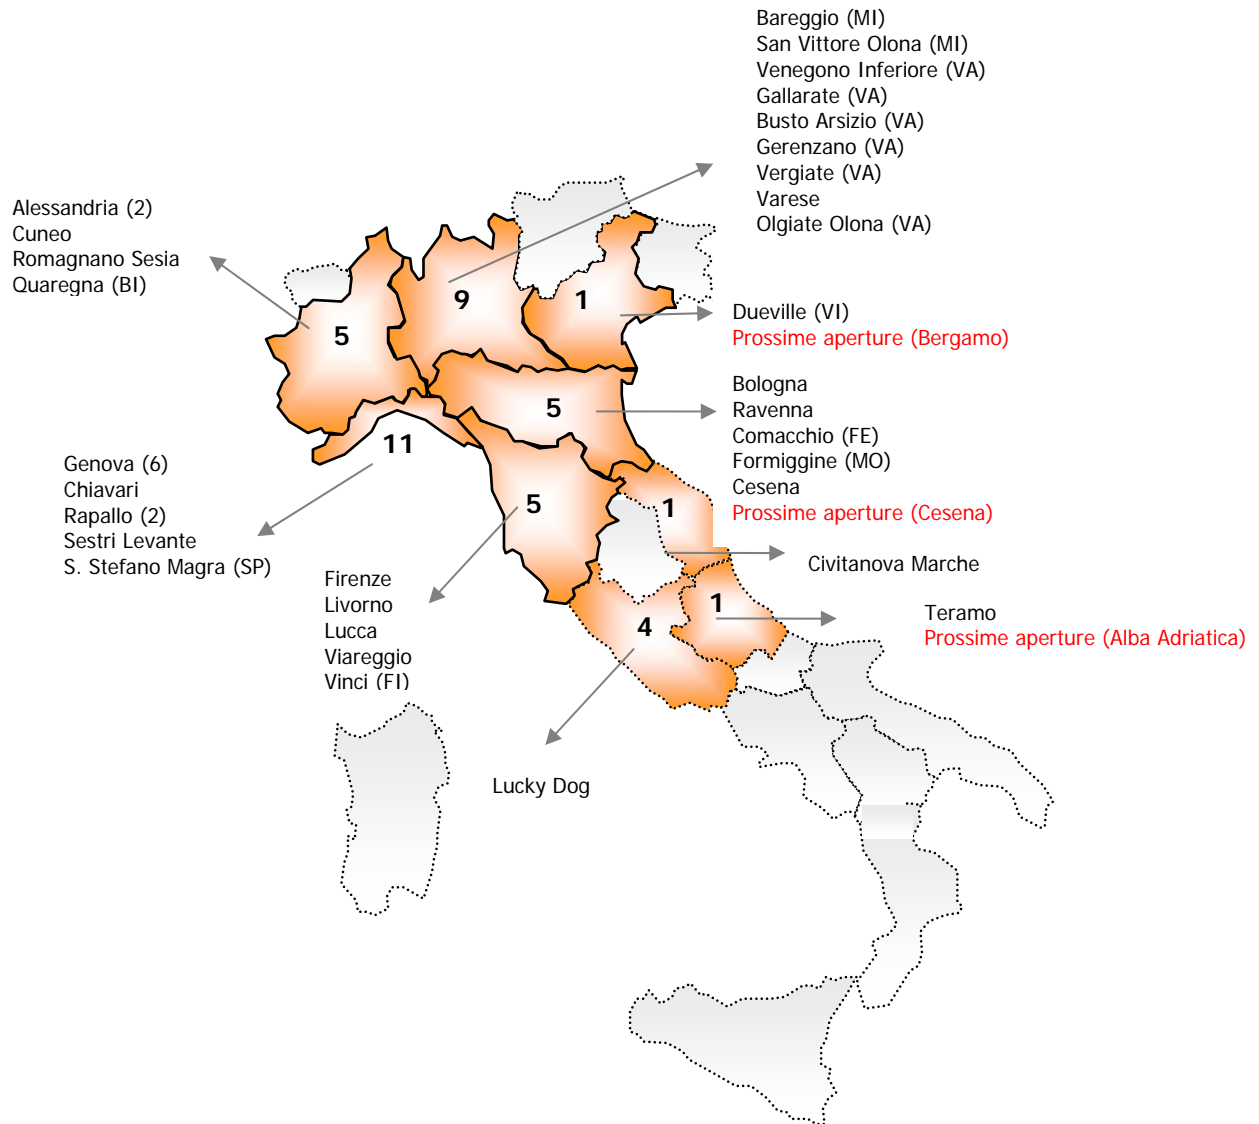 Bareggio (MI)
San Vittore Olona (MI)
Venegono Inferiore (VA)
Gallarate (VA)
Busto Arsizio (VA)
Gerenzano (VA)
Vergiate (VA)
Varese
Olgiate Olona (VA)
Alessandria (2)
Cuneo
Romagnano Sesia
Quaregna (BI)
9
1
5
Dueville (VI)
Prossime aperture (Bergamo)
5
Bologna
Ravenna
Comacchio (FE)
Formiggine (MO)
Cesena
Prossime aperture (Cesena)
11
Genova (6)
Chiavari
Rapallo (2)
Sestri Levante
S. Stefano Magra (SP)
5
1
Civitanova Marche
Firenze
Livorno
Lucca
Viareggio
Vinci (FI)
4
1
Teramo
Prossime aperture (Alba Adriatica)
Lucky Dog